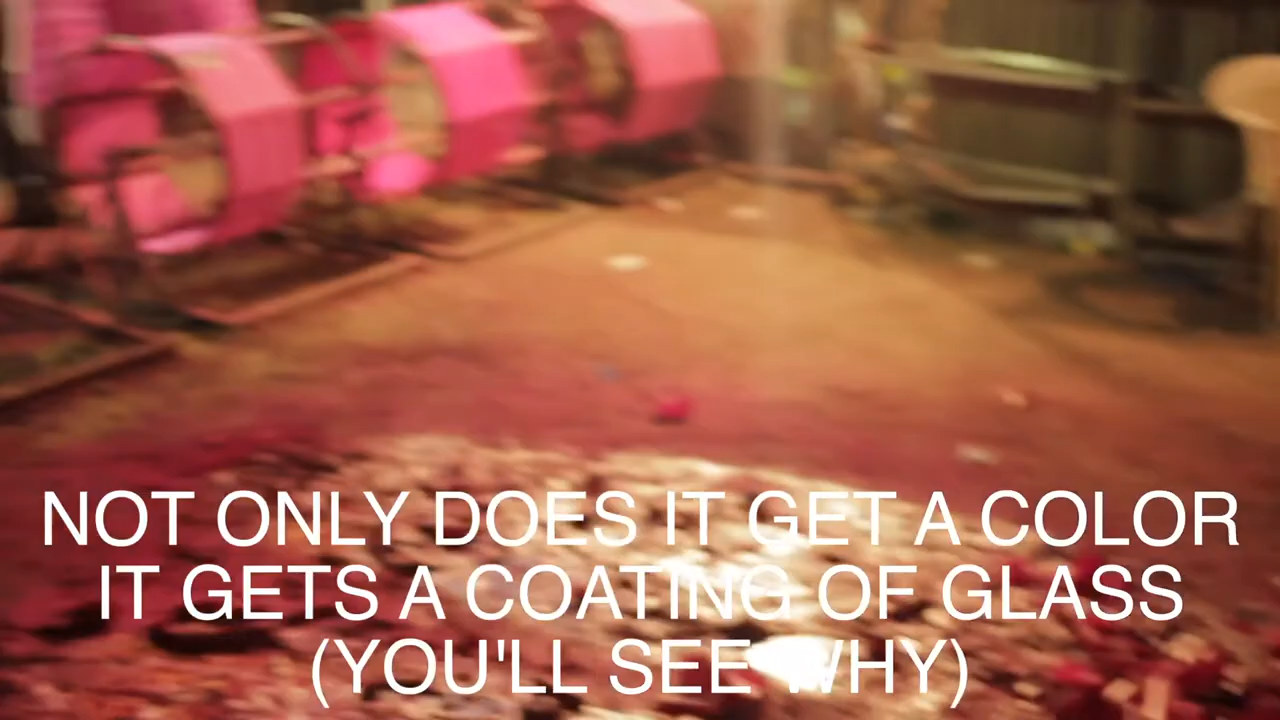 NOT ONLY DOES IT GET A COLOR
IT GETS A COATING OF GLASS
(YOU'LL SEE WHY)